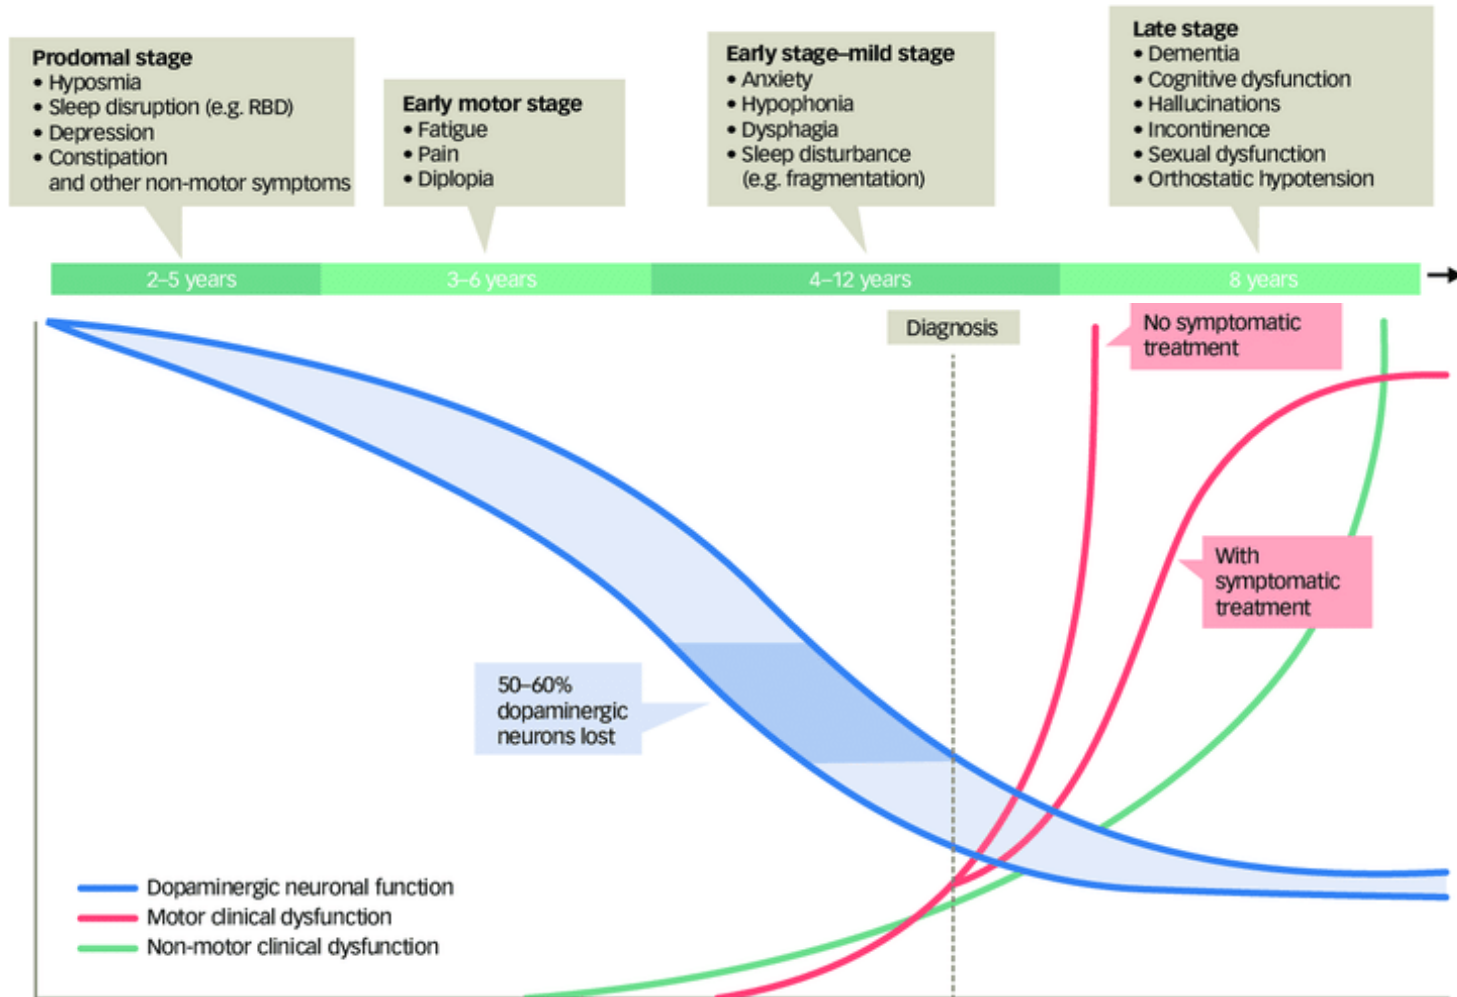 Prodomal stage
• Hyposmia
• Sleep disruption (e.g. RBD)
• Depression
• Constipation
and other non-motor symptoms
Early motor stage
• Fatigue
• Pain
• Diplopia
Early stage–mild stage
• Anxiety
• Hypophonia
• Dysphagia
• Sleep disturbance
(e.g. fragmentation)
Late stage
• Dementia
• Cognitive dysfunction
• Hallucinations
• Incontinence
• Sexual dysfunction
• Orthostatic hypotension
2–5 years
3–6 years
4–12 years
8 years
Diagnosis
No symptomatic
treatment
With
symptomatic
treatment
50–60%
dopaminergic
neurons lost
Dopaminergic neuronal function
Motor clinical dysfunction
Non-motor clinical dysfunction